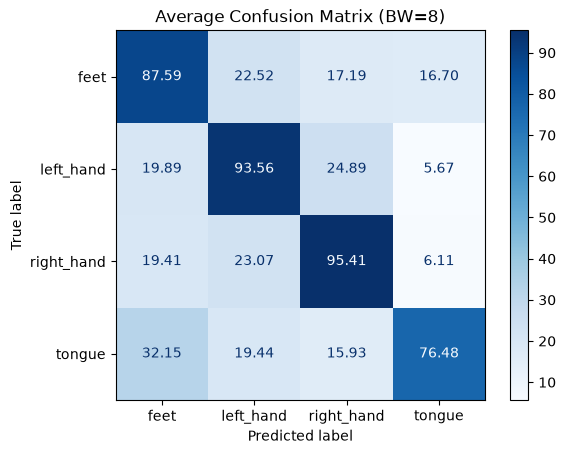 Average Confusion Matrix (BW=8)
True label
feet 87.59 22.52 17.19 16.70
left_hand 19.89 93.56 24.89 5.67
right_hand 19.41 23.07 95.41 6.11
tongue 32.15 19.44 15.93 76.48
feet left_hand right_hand tongue
Predicted label
90
80
70
60
50
40
30
20
10